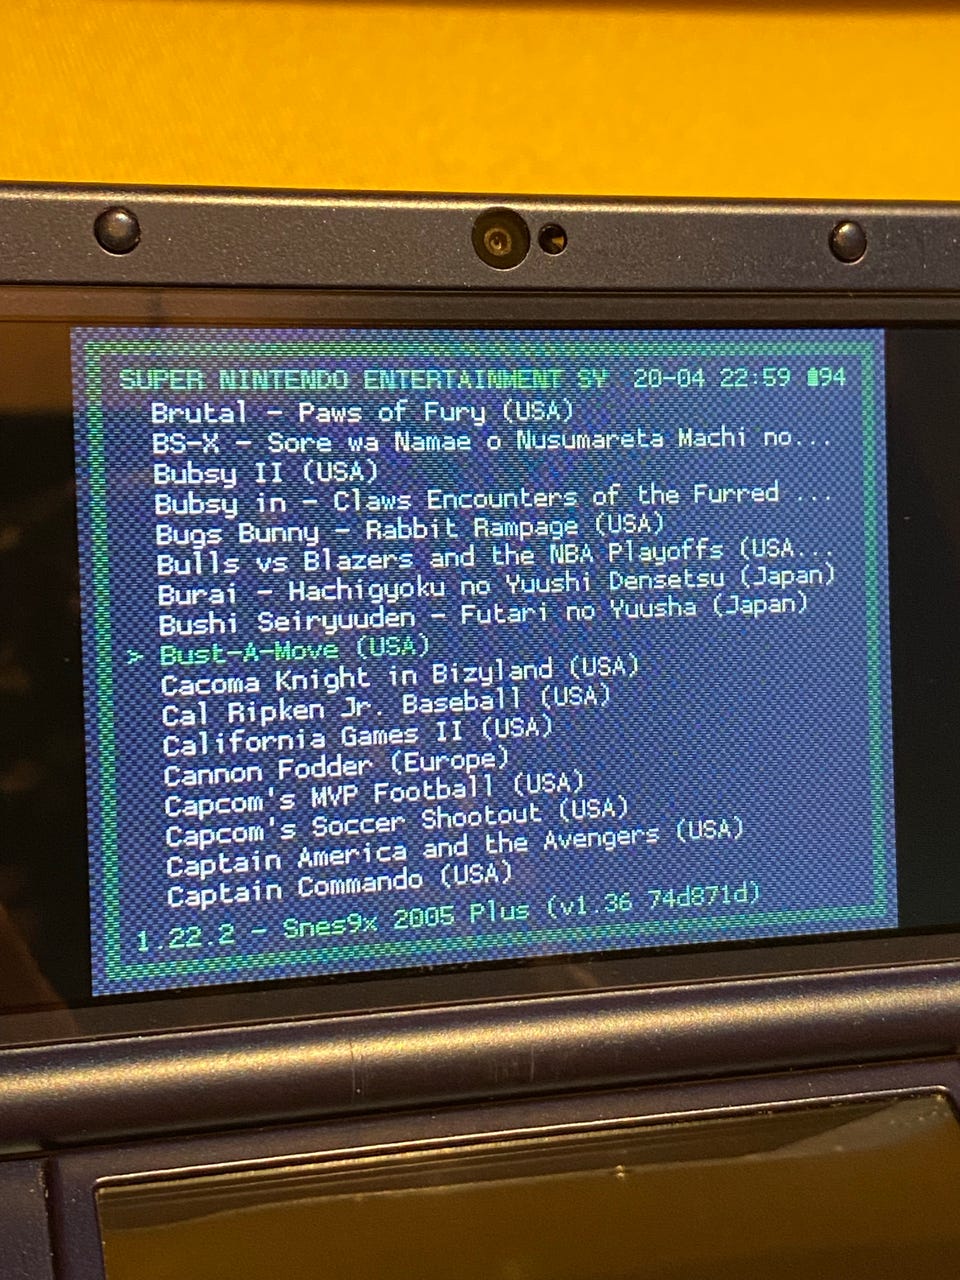 SUPER NINTENDO ENTERTAINMENT SY 20-04 22:59 94
Brutal - Paws of Fury (USA)
BS-X - Sore wa Namae o Nusumareta Machi no...
Bubsy II (USA)
Bubsy in - Claws Encounters of the Furred ...
Bugs Bunny - Rabbit Rampage (USA)
Bulls vs Blazers and the NBA Playoffs (USA...
Burai - Hachigyoku no Yuushi Densetsu (Japan)
Bushi Seiryuuden - Futari no Yuusha (Japan)
> Bust-A-Move (USA)
Cacoma Knight in Bizyland (USA)
Cal Ripken Jr. Baseball (USA)
California Games II (USA)
Cannon Fodder (Europe)
Capcom's MVP Football (USA)
Capcom's Soccer Shootout (USA)
Captain America and the Avengers (USA)
Captain Commando (USA)
1.22.2 - Snes9x 2005 Plus (v1.36 74d871d)